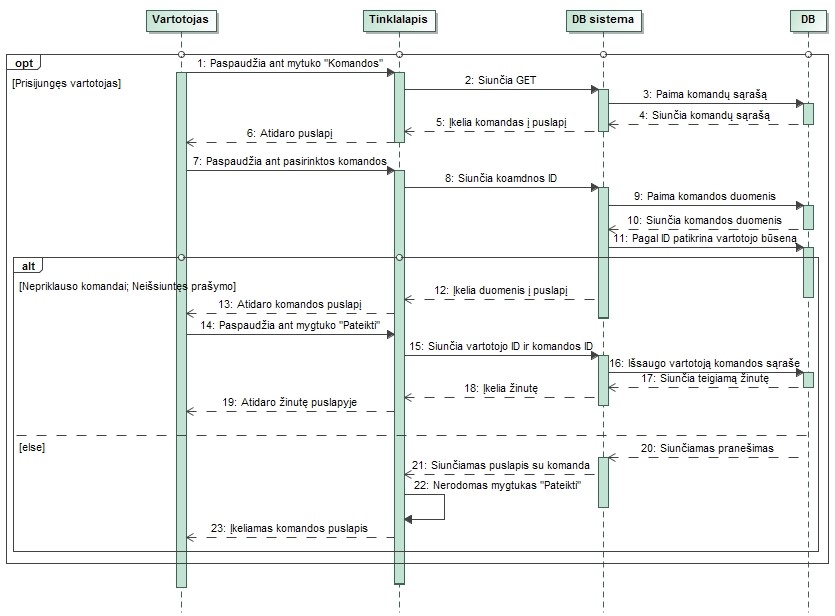 Vartotojas
Tinklalapis
DB sistema
DB
opt
[Prisijungęs vartotojas]
1: Paspaudžia ant mytuko "Komandos"
2: Siunčia GET
3: Paima komandų sąrašą
4: Siunčia komandų sąrašą
5: Įkelia komandas į puslapį
6: Atidaro puslapį
7: Paspaudžia ant pasirinktos komandos
8: Siunčia koamdnos ID
9: Paima komandos duomenis
10: Siunčia komandos duomenis
11: Pagal ID patikrina vartotojo būseną
alt
[Nepriklauso komandai; Neišsiuntęs prašymo]
12: Įkelia duomenis į puslapį
13: Atidaro komandos puslapį
14: Paspaudžia ant mygtuko "Pateikti"
15: Siunčia vartotojo ID ir komandos ID
16: Išsaugo vartotoją komandos sąraše
17: Siunčia teigiamą žinutę
18: Įkelia žinutę
19: Atidaro žinutę puslapyje
[else]
20: Siunčiamas pranešimas
21: Siunčiamas puslapis su komanda
22: Nerodomas mygtukas "Pateikti"
23: Įkeliamas komandos puslapis